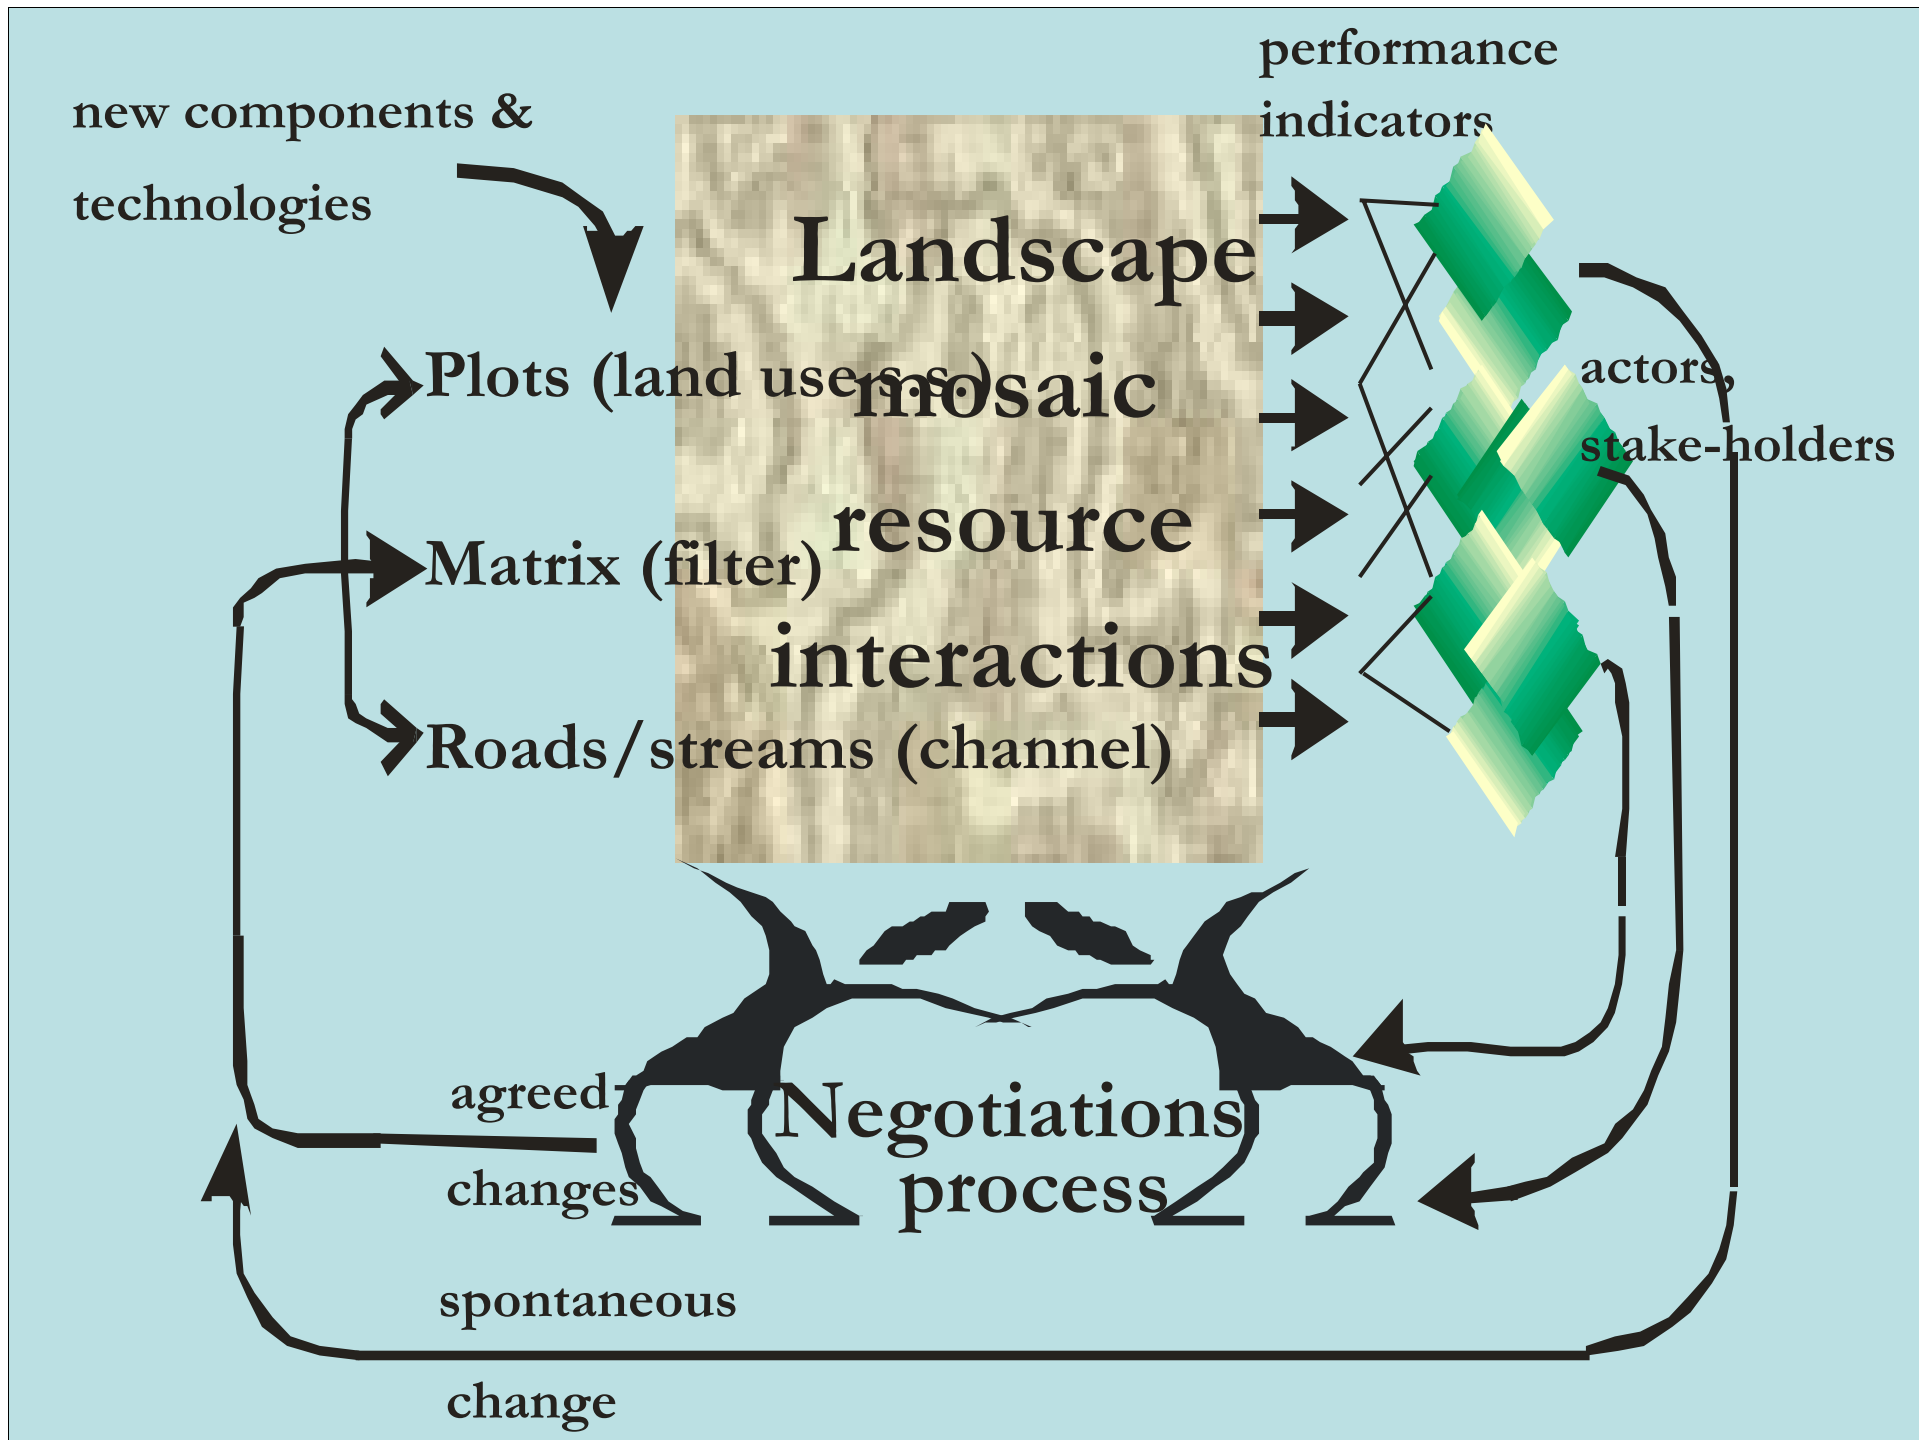 performance
indicators
new components &
technologies
Landscape
mosaic
resource
interactions
Plots (land use s.s.)
Matrix (filter)
Roads/streams (channel)
actors,
stake-holders
agreed
changes
Negotiations
process
spontaneous
change